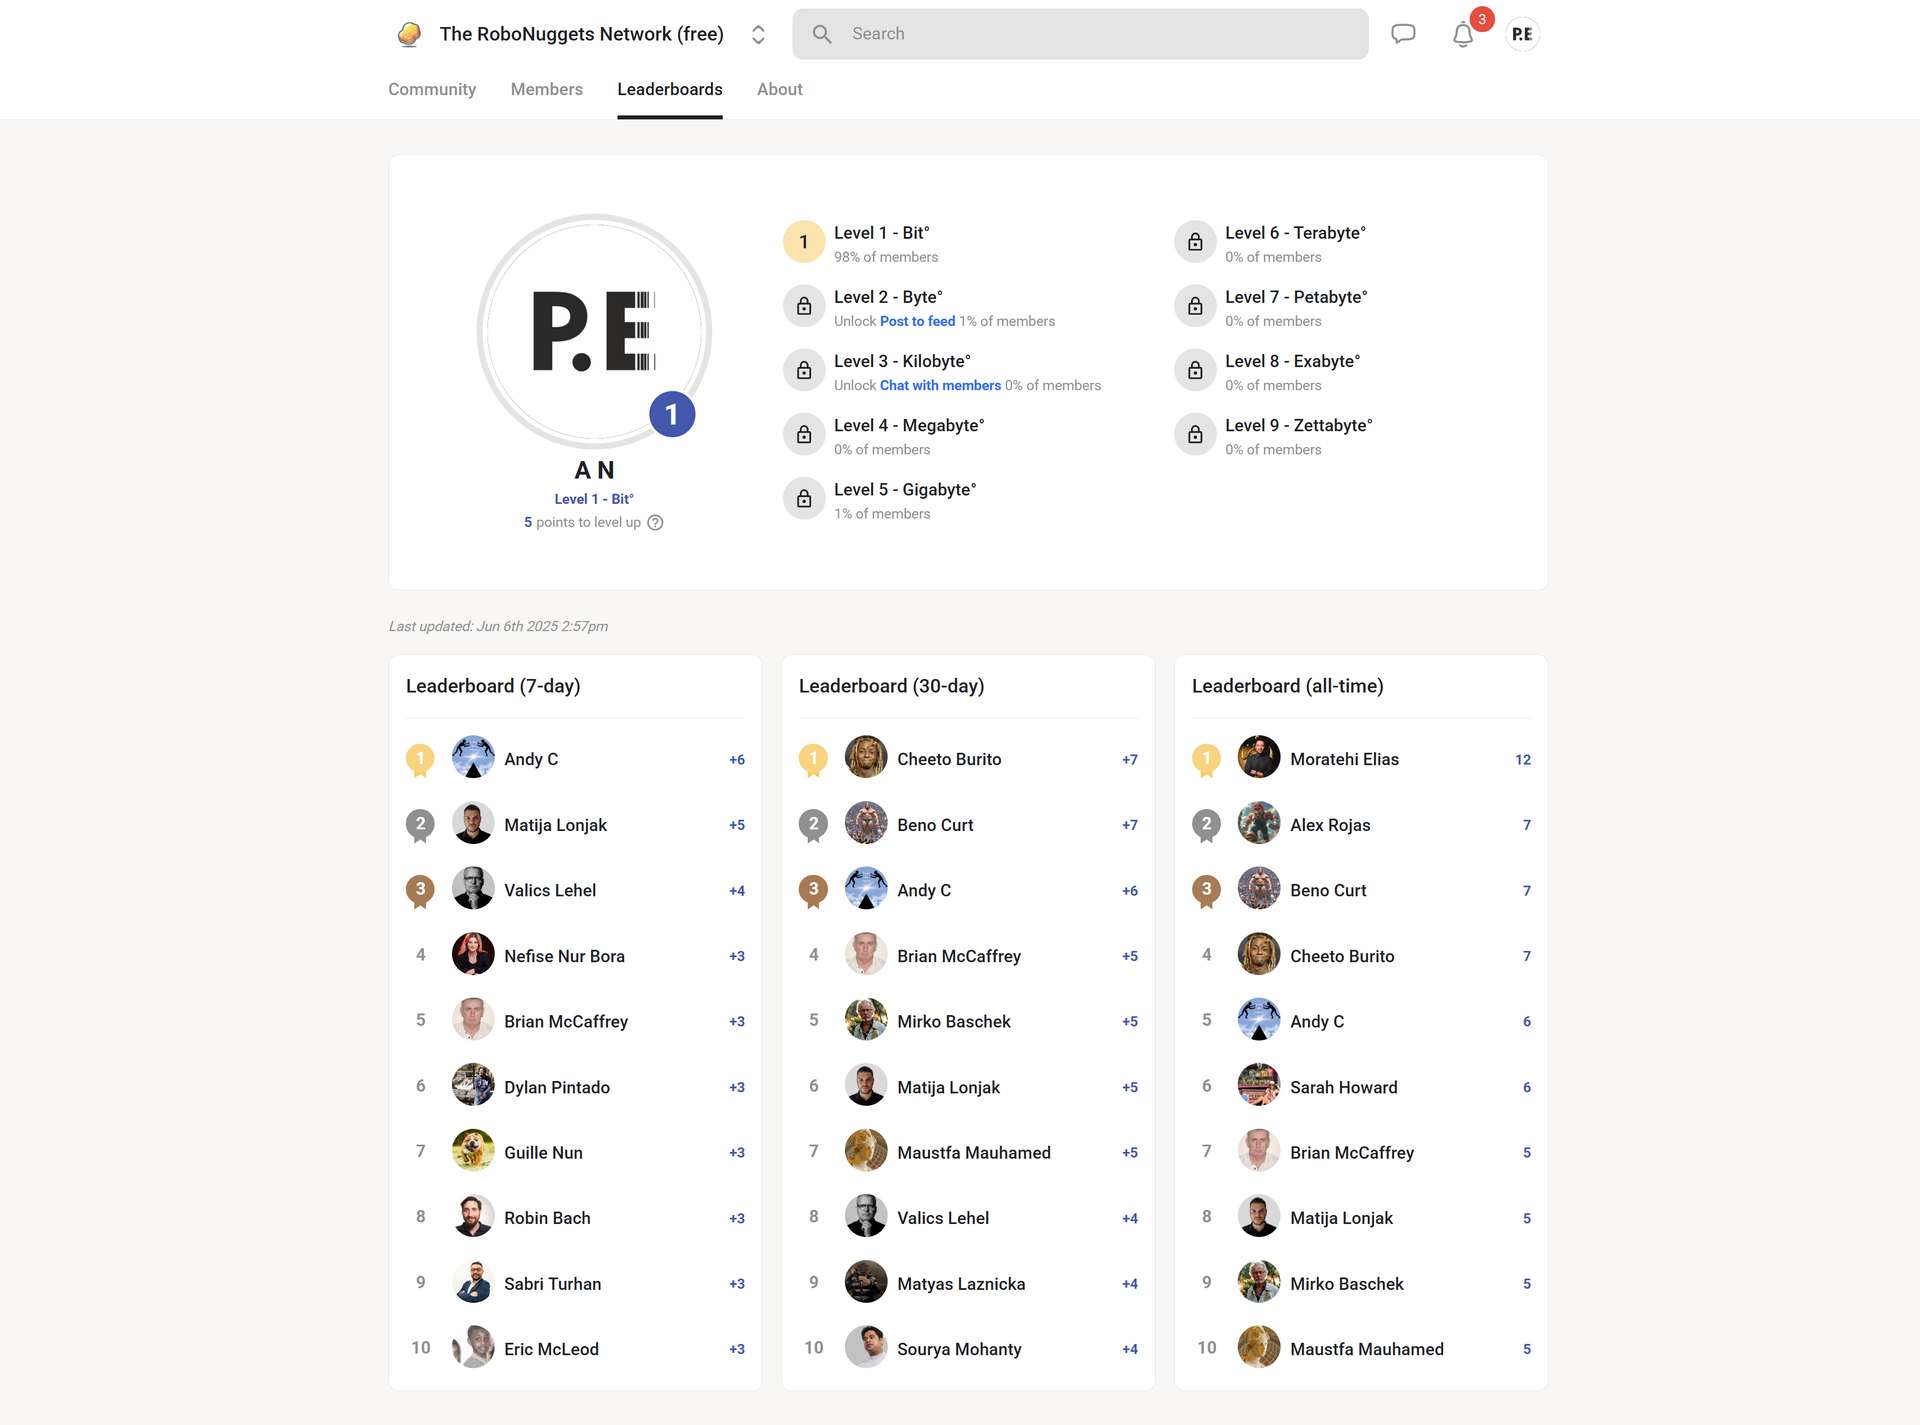 The RoboNuggets Network (free)
Search
3
P.E
Community
Members
Leaderboards
About
P.E
1
A N
Level 1 - Bit°
5 points to level up
?
1
Level 1 - Bit°
98% of members
Level 2 - Byte°
Unlock Post to feed 1% of members
Level 3 - Kilobyte°
Unlock Chat with members 0% of members
Level 4 - Megabyte°
0% of members
Level 5 - Gigabyte°
1% of members
Level 6 - Terabyte°
0% of members
Level 7 - Petabyte°
0% of members
Level 8 - Exabyte°
0% of members
Level 9 - Zettabyte°
0% of members
Last updated: Jun 6th 2025 2:57pm
Leaderboard (7-day)
1 Andy C +6
2 Matija Lonjak +5
3 Valics Lehel +4
4 Nefise Nur Bora +3
5 Brian McCaffrey +3
6 Dylan Pintado +3
7 Guille Nun +3
8 Robin Bach +3
9 Sabri Turhan +3
10 Eric McLeod +3
Leaderboard (30-day)
1 Cheeto Burito +7
2 Beno Curt +7
3 Andy C +6
4 Brian McCaffrey +5
5 Mirko Baschek +5
6 Matija Lonjak +5
7 Maustfa Mauhamed +5
8 Valics Lehel +4
9 Matyas Laznicka +4
10 Sourya Mohanty +4
Leaderboard (all-time)
1 Moratehi Elias 12
2 Alex Rojas 7
3 Beno Curt 7
4 Cheeto Burito 7
5 Andy C 6
6 Sarah Howard 6
7 Brian McCaffrey 5
8 Matija Lonjak 5
9 Mirko Baschek 5
10 Maustfa Mauhamed 5